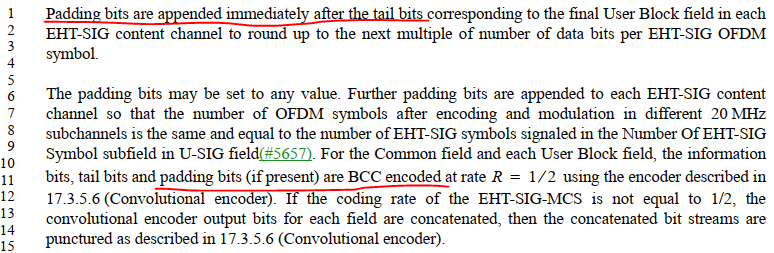 1 Padding bits are appended immediately after the tail bits corresponding to the final User Block field in each
2 EHT-SIG content channel to round up to the next multiple of number of data bits per EHT-SIG OFDM
3 symbol.
4
5
6 The padding bits may be set to any value. Further padding bits are appended to each EHT-SIG content
7 channel so that the number of OFDM symbols after encoding and modulation in different 20 MHz
8 subchannels is the same and equal to the number of EHT-SIG symbols signaled in the Number Of EHT-SIG
9 Symbol subfield in U-SIG field(#5657). For the Common field and each User Block field, the information
10
11 bits, tail bits and padding bits (if present) are BCC encoded at rate R = 1/2 using the encoder described in
12 17.3.5.6 (Convolutional encoder). If the coding rate of the EHT-SIG-MCS is not equal to 1/2, the
13 convolutional encoder output bits for each field are concatenated, then the concatenated bit streams are
14 punctured as described in 17.3.5.6 (Convolutional encoder).
15